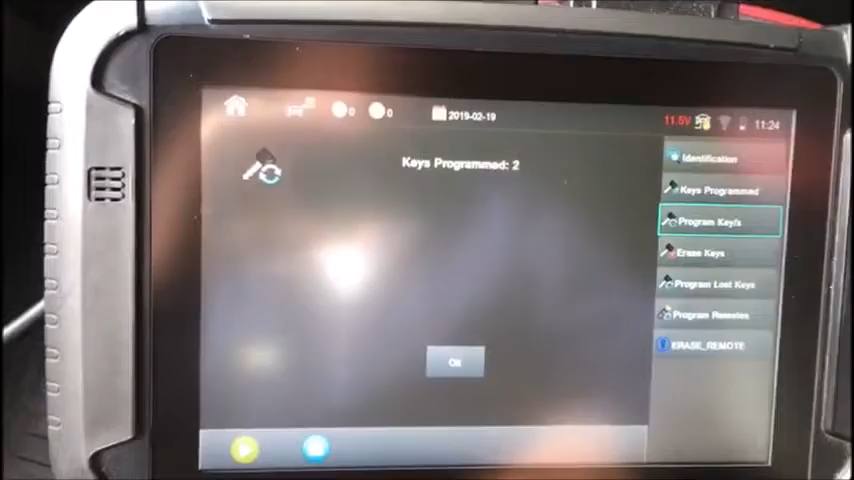 0 0 2019-02-19 11.5V 11:24
Keys Programmed: 2
Identification
Keys Programmed
Program Key/s
Erase Keys
Program Lost Keys
Program Remotes
ERASE_REMOTE
OK